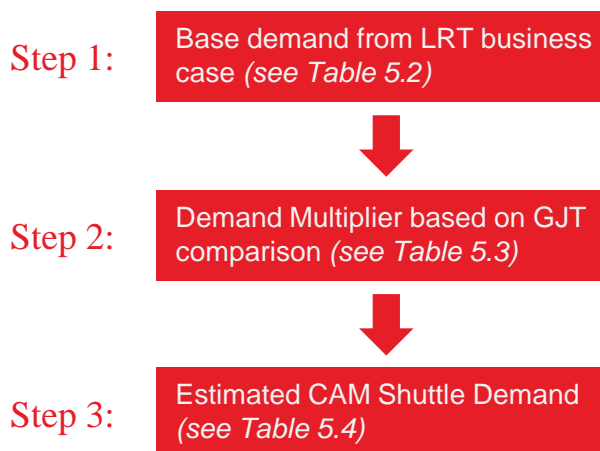 Step 1:
Base demand from LRT business
case (see Table 5.2)
Step 2:
Demand Multiplier based on GJT
comparison (see Table 5.3)
Step 3:
Estimated CAM Shuttle Demand
(see Table 5.4)